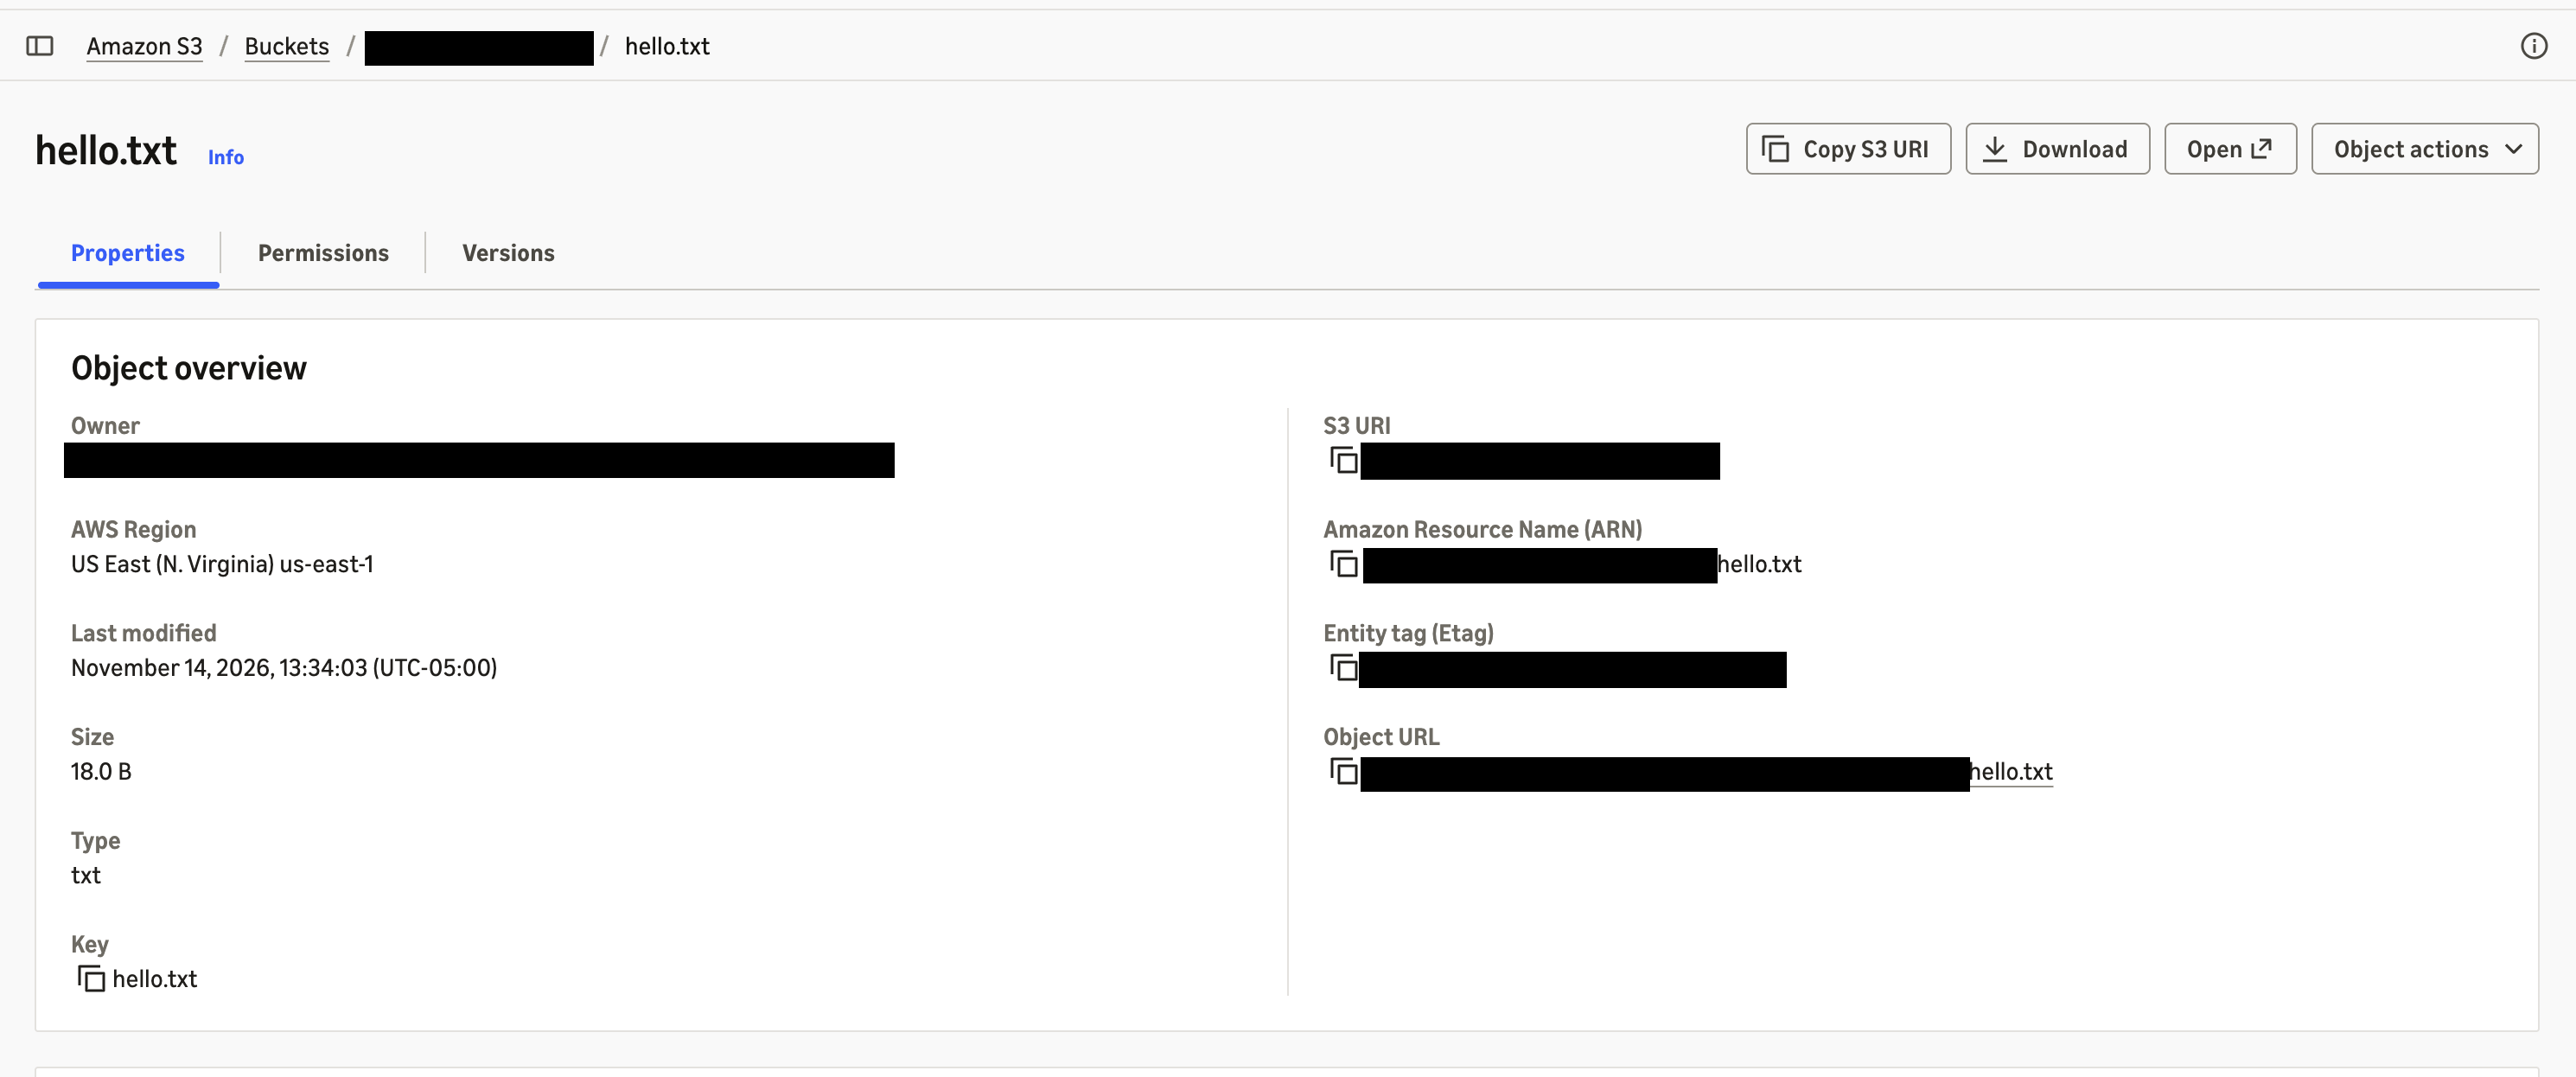 Amazon S3 / Buckets / / hello.txt
hello.txt Info
Copy S3 URI Download Open Object actions
Properties Permissions Versions
Object overview
Owner
AWS Region
US East (N. Virginia) us-east-1
Last modified
November 14, 2026, 13:34:03 (UTC-05:00)
Size
18.0 B
Type
txt
Key
hello.txt
S3 URI
Amazon Resource Name (ARN)
hello.txt
Entity tag (Etag)
Object URL
hello.txt